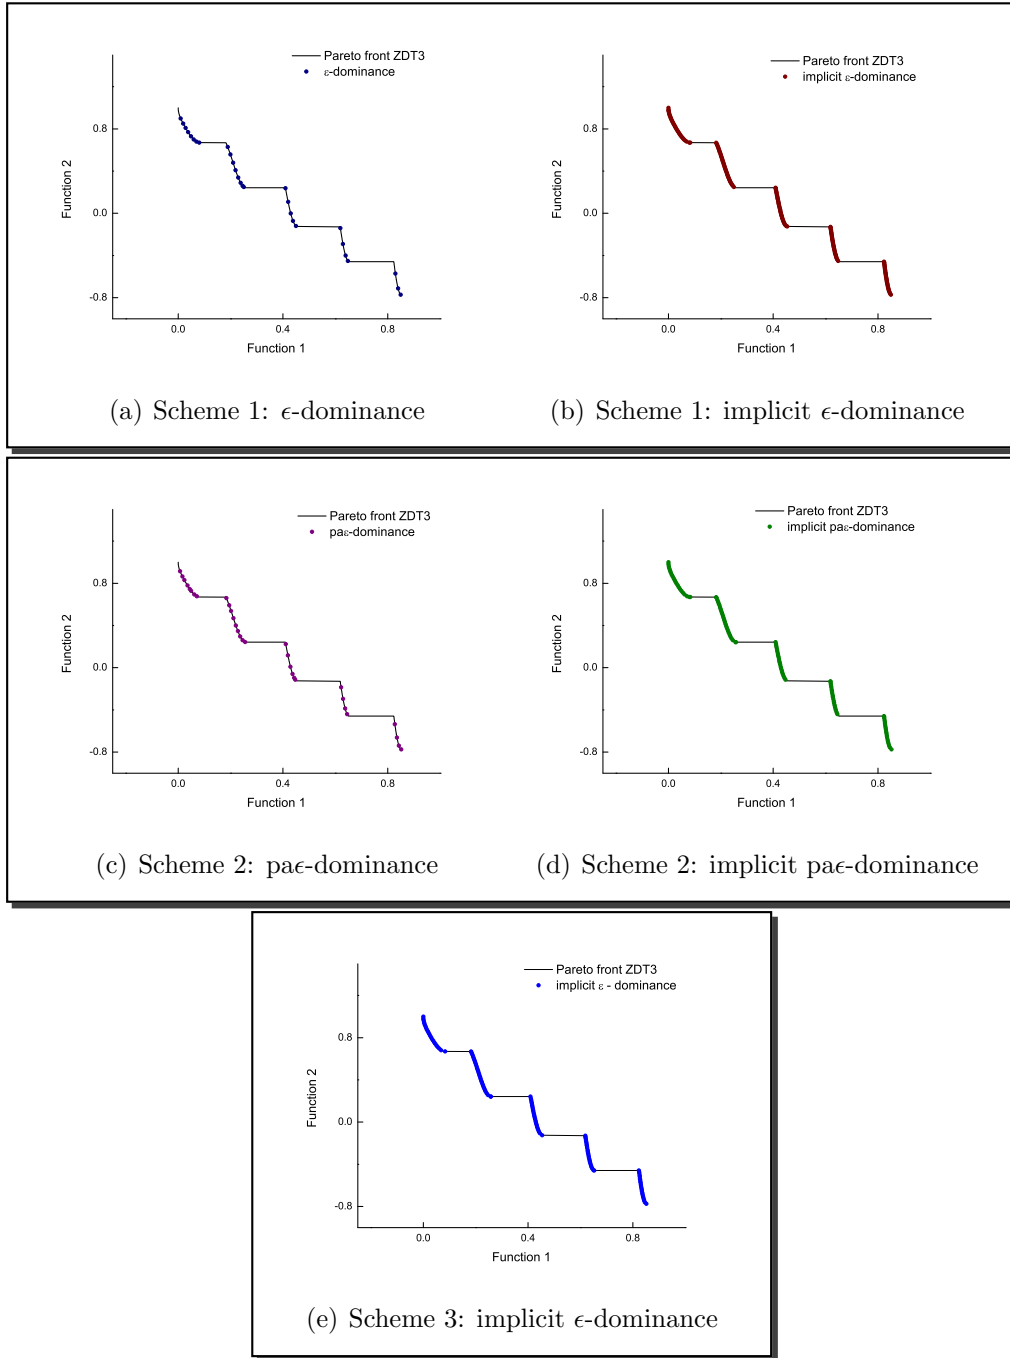 Pareto front ZDT3
ε-dominance
0.8
0.0
-0.8
Function 2
0.0 0.4 0.8
Function 1
(a) Scheme 1: ϵ-dominance
Pareto front ZDT3
implicit ε-dominance
0.8
0.0
-0.8
Function 2
0.0 0.4 0.8
Function 1
(b) Scheme 1: implicit ϵ-dominance
Pareto front ZDT3
paε-dominance
0.8
0.0
-0.8
Function 2
0.0 0.4 0.8
Function 1
(c) Scheme 2: paϵ-dominance
Pareto front ZDT3
implicit paε-dominance
0.8
0.0
-0.8
Function 2
0.0 0.4 0.8
Function 1
(d) Scheme 2: implicit paϵ-dominance
Pareto front ZDT3
implicit ε - dominance
0.8
0.0
-0.8
Function 2
0.0 0.4 0.8
Function 1
(e) Scheme 3: implicit ϵ-dominance